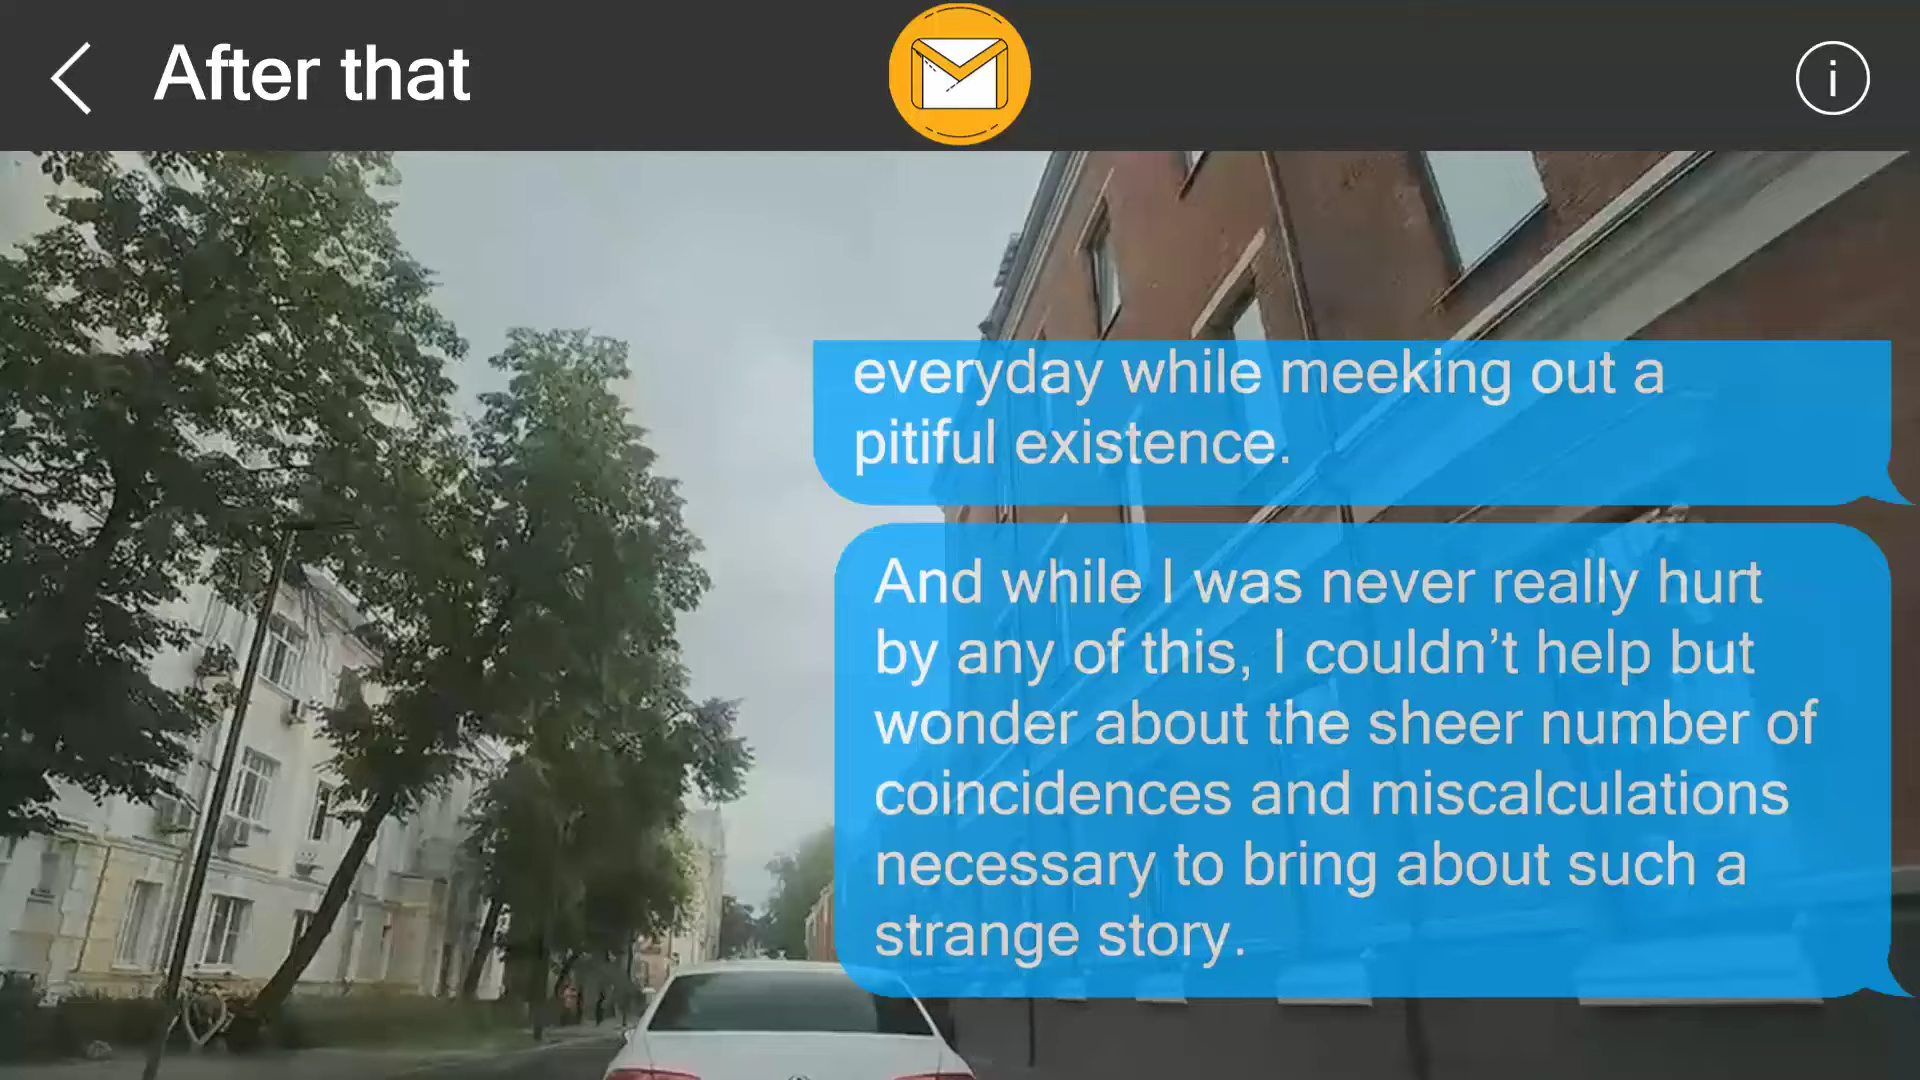 After that
i
everyday while meeking out a
pitiful existence.
And while I was never really hurt
by any of this, I couldn’t help but
wonder about the sheer number of
coincidences and miscalculations
necessary to bring about such a
strange story.